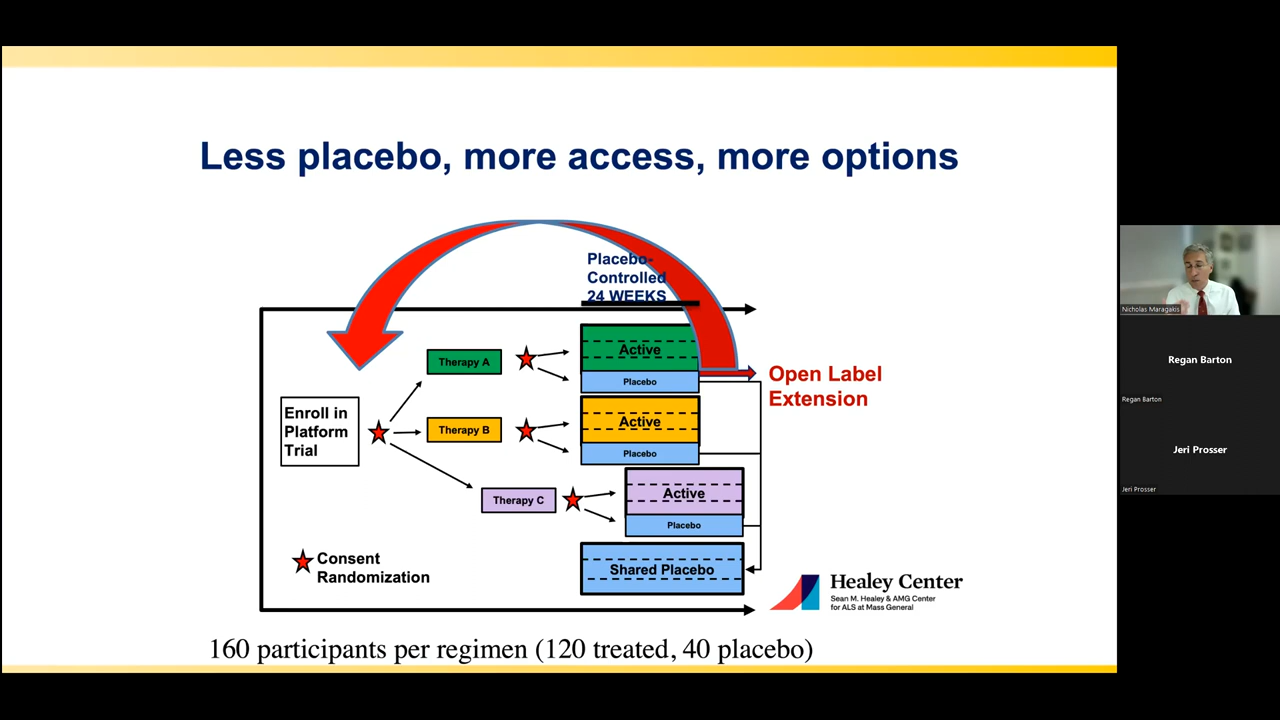 Less placebo, more access, more options
Placebo-
Controlled
24 WEEKS
Therapy A
Active
Placebo
Open Label
Extension
Enroll in
Platform
Trial
Therapy B
Active
Placebo
Therapy C
Active
Placebo
Consent
Randomization
Shared Placebo
Healey Center
Sean M. Healey & AMG Center
for ALS at Mass General
160 participants per regimen (120 treated, 40 placebo)
Nicholas Maragakis
Regan Barton
Regan Barton
Jeri Prosser
Jeri Prosser